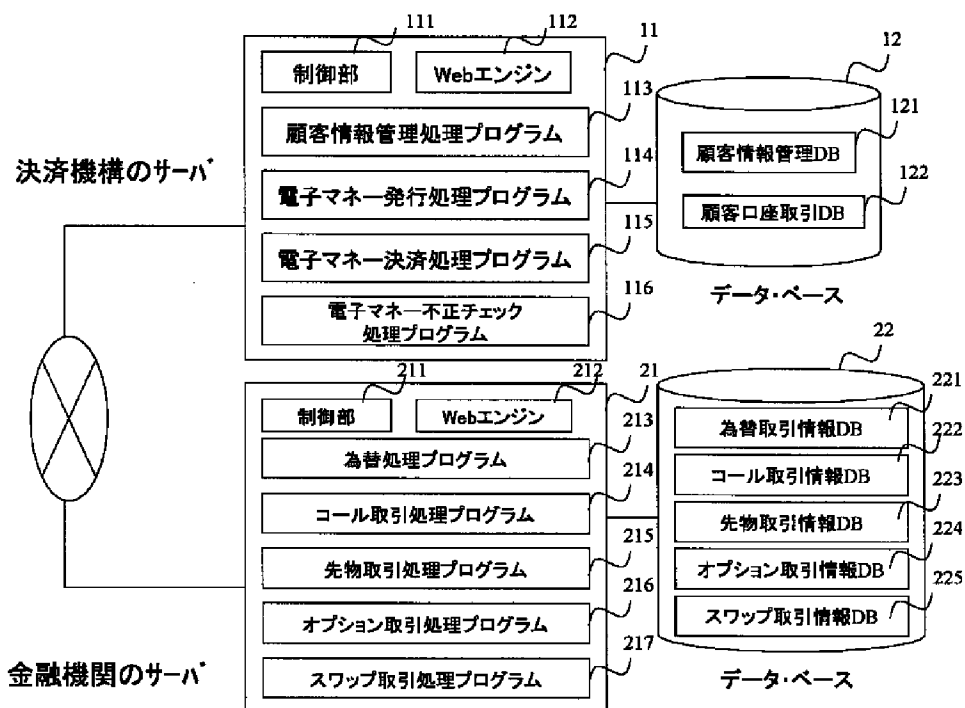 111
112
11
制御部
Webエンジン
12
113
顧客情報管理処理プログラム
121
顧客情報管理DB
決済機構のサーバ
114
電子マネー発行処理プログラム
122
顧客口座取引DB
115
電子マネー決済処理プログラム
データ・ベース
116
電子マネー不正チェック
処理プログラム
211
212
21
22
制御部
Webエンジン
221
為替取引情報DB
213
為替処理プログラム
222
コール取引情報DB
214
コール取引処理プログラム
223
先物取引情報DB
215
先物取引処理プログラム
224
オプション取引情報DB
216
オプション取引処理プログラム
225
スワップ取引情報DB
217
スワップ取引処理プログラム
金融機関のサーバ
データ・ベース